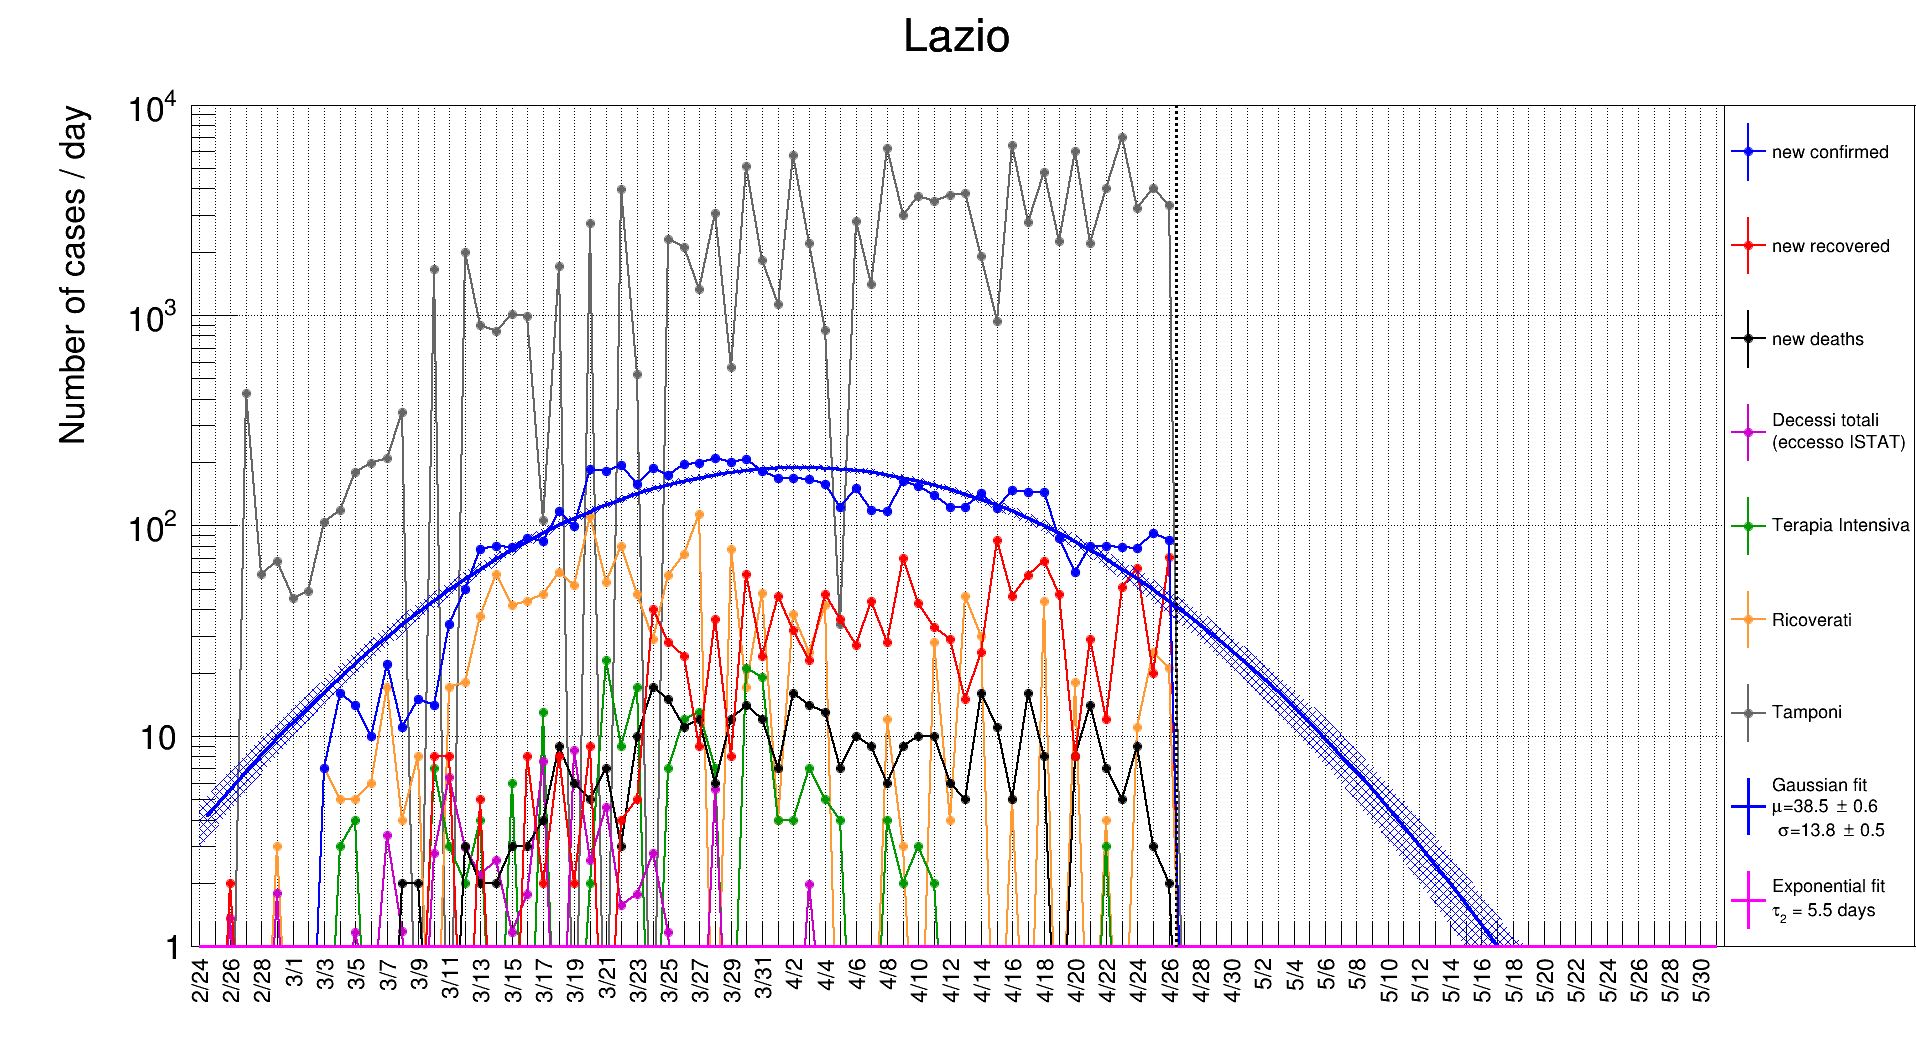 Lazio
Number of cases / day
10^4
10^3
10^2
10
1
2/24 2/26 2/28 3/1 3/3 3/5 3/7 3/9 3/11 3/13 3/15 3/17 3/19 3/21 3/23 3/25 3/27 3/29 3/31 4/2 4/4 4/6 4/8 4/10 4/12 4/14 4/16 4/18 4/20 4/22 4/24 4/26 4/28 4/30 5/2 5/4 5/6 5/8 5/10 5/12 5/14 5/16 5/18 5/20 5/22 5/24 5/26 5/28 5/30
new confirmed
new recovered
new deaths
Decessi totali
(eccesso ISTAT)
Terapia Intensiva
Ricoverati
Tamponi
Gaussian fit
μ=38.5 ± 0.6
σ=13.8 ± 0.5
Exponential fit
τ₂ = 5.5 days